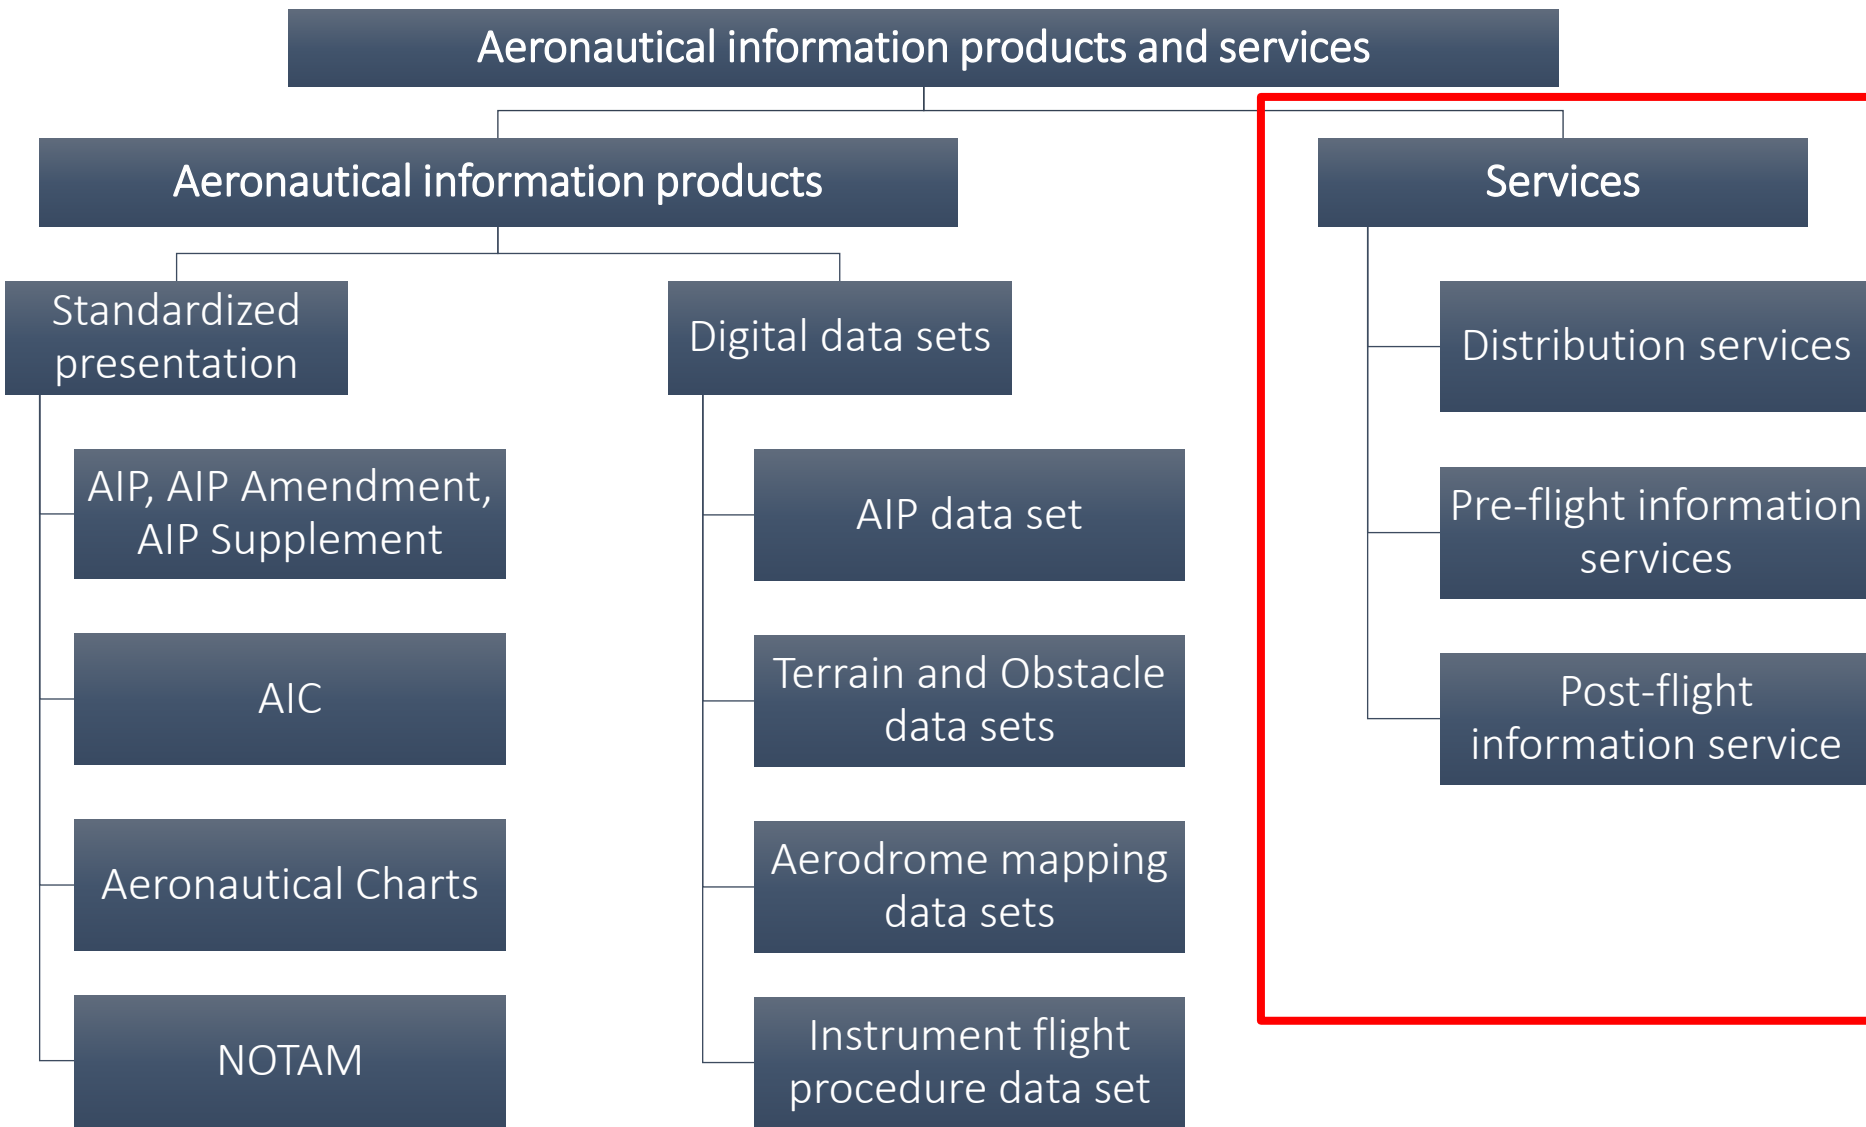 Aeronautical information products and services
Aeronautical information products
Services
Standardized
presentation
Digital data sets
Distribution services
AIP, AIP Amendment,
AIP Supplement
AIP data set
Pre-flight information
services
AIC
Terrain and Obstacle
data sets
Post-flight
information service
Aeronautical Charts
Aerodrome mapping
data sets
NOTAM
Instrument flight
procedure data set